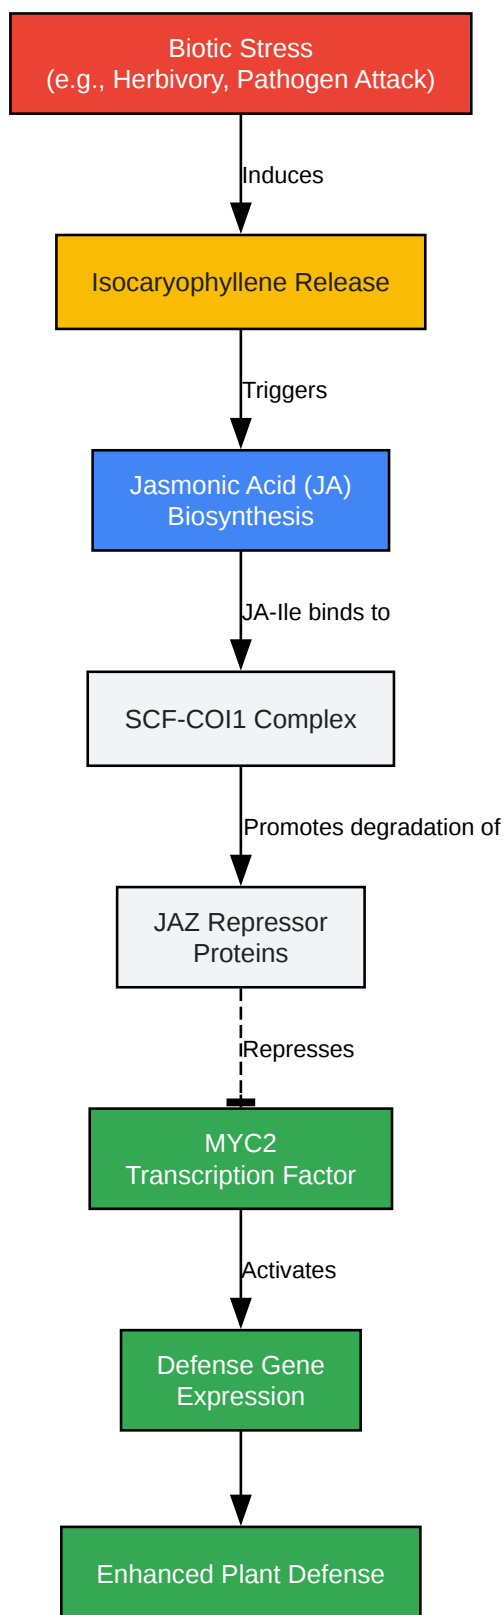 Biotic Stress
(e.g., Herbivory, Pathogen Attack)
Induces
Isocaryophyllene Release
Triggers
Jasmonic Acid (JA)
Biosynthesis
JA-Ile binds to
SCF-COI1 Complex
Promotes degradation of
JAZ Repressor
Proteins
Represses
MYC2
Transcription Factor
Activates
Defense Gene
Expression
Enhanced Plant Defense